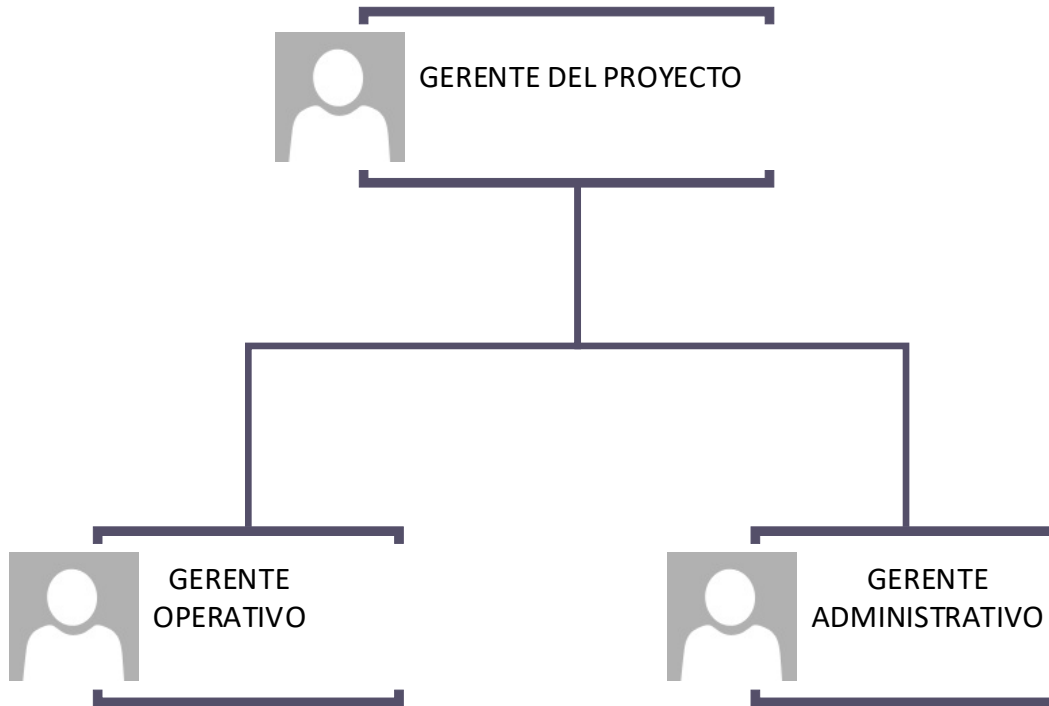 GERENTE DEL PROYECTO
GERENTE
OPERATIVO
GERENTE
ADMINISTRATIVO